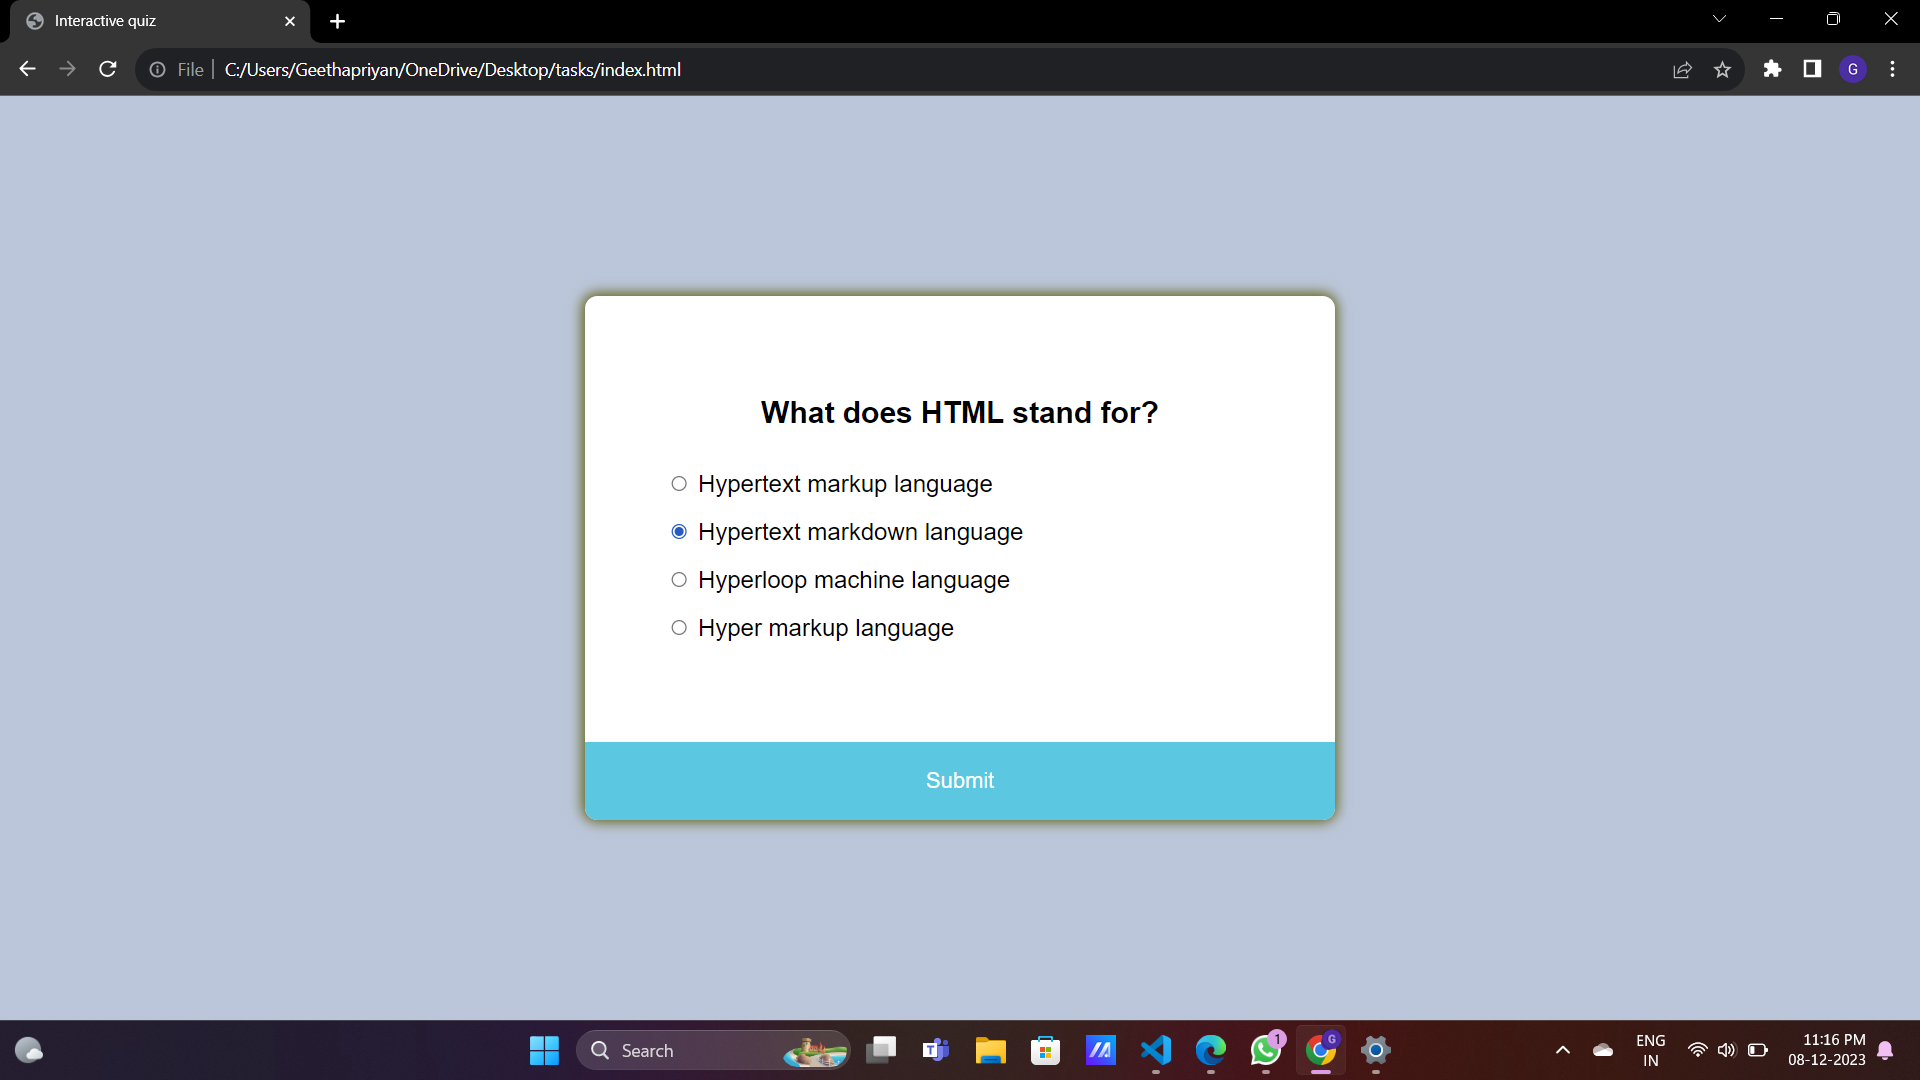 Interactive quiz
File C:/Users/Geethapriyan/OneDrive/Desktop/tasks/index.html
G
What does HTML stand for?
Hypertext markup language
Hypertext markdown language
Hyperloop machine language
Hyper markup language
Submit
Search
T
1
G
ENG
IN
11:16 PM
08-12-2023